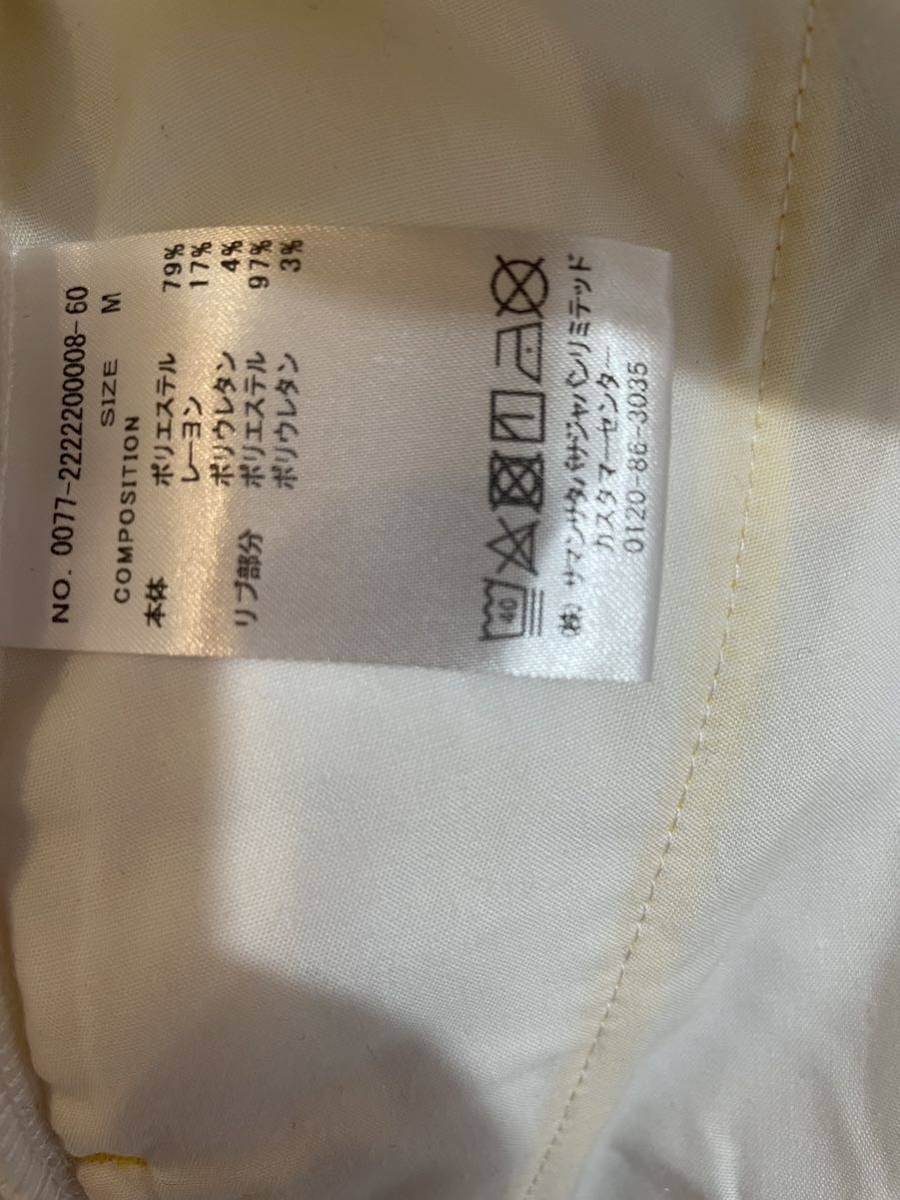 NO. 0077-2222200008-60
SIZE M
COMPOSITION
本体 ポリエステル 79%
レーヨン 17%
ポリウレタン 4%
リブ部分 ポリエステル 97%
ポリウレタン 3%
40
㈱サマンサタバサジャパンリミテッド
カスタマーセンター
0120-86-3035